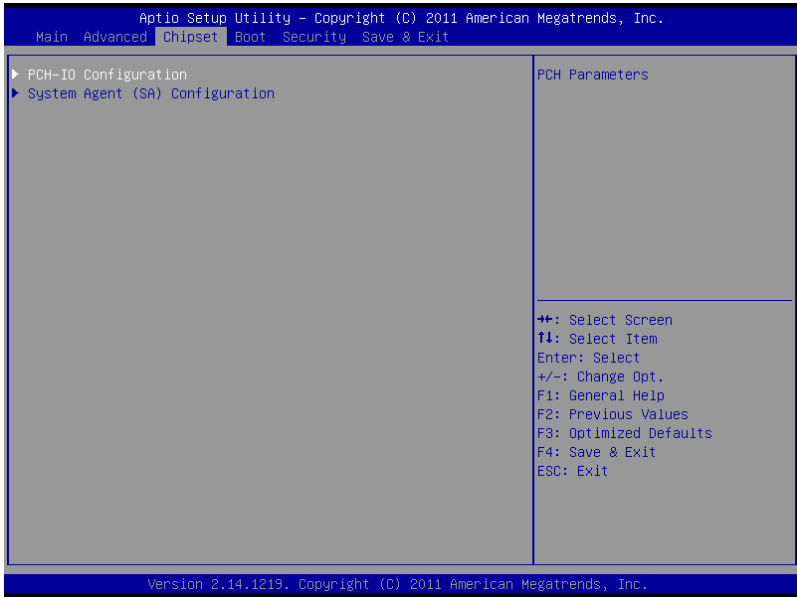 Aptio Setup Utility – Copyright (C) 2011 American Megatrends, Inc.
Main Advanced Chipset Boot Security Save & Exit
▶ PCH-IO Configuration
▶ System Agent (SA) Configuration
PCH Parameters
→←: Select Screen
↑↓: Select Item
Enter: Select
+/-: Change Opt.
F1: General Help
F2: Previous Values
F3: Optimized Defaults
F4: Save & Exit
ESC: Exit
Version 2.14.1219. Copyright (C) 2011 American Megatrends, Inc.